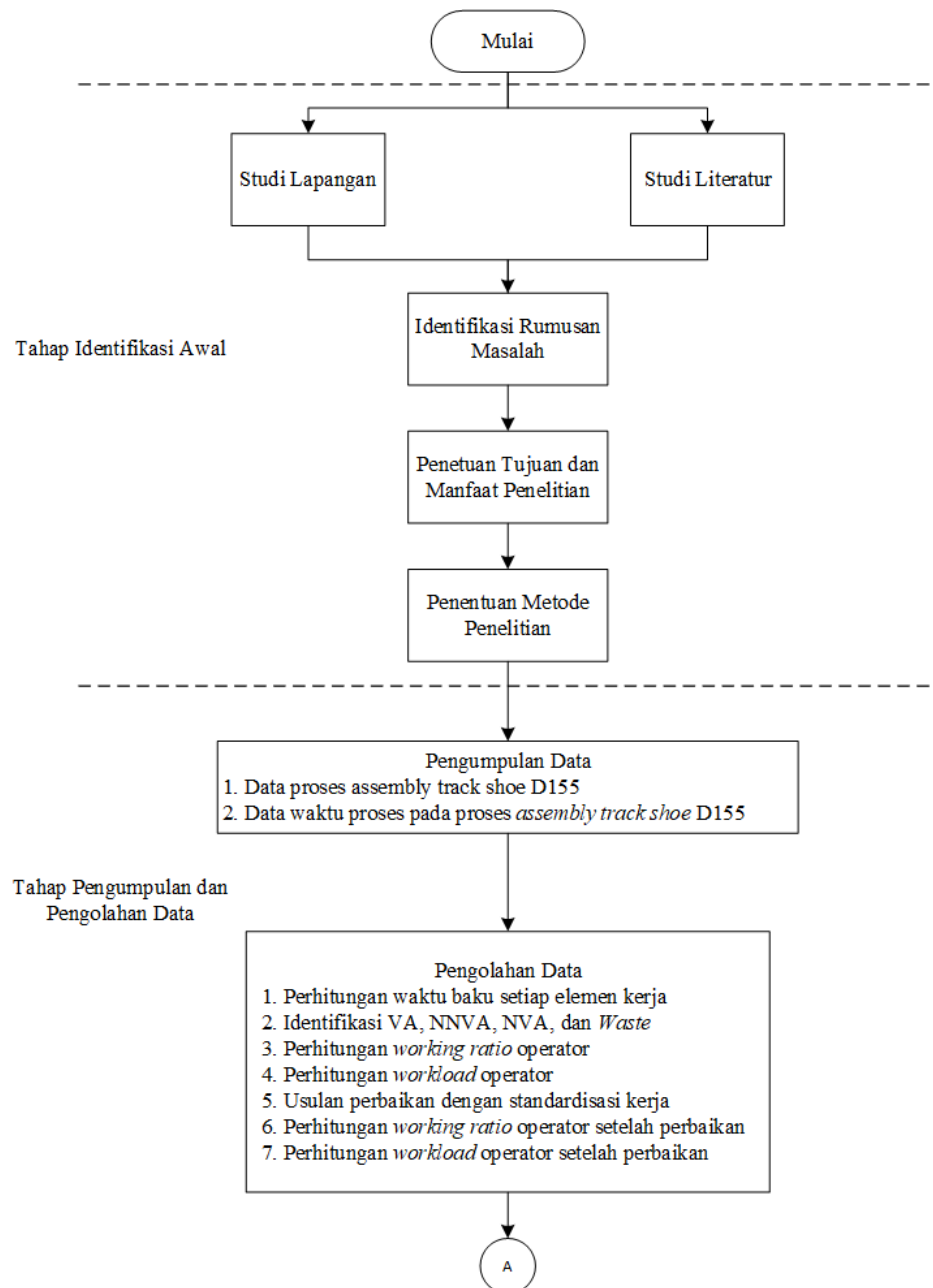 Mulai
Studi Lapangan
Studi Literatur
Tahap Identifikasi Awal
Identifikasi Rumusan
Masalah
Penetuan Tujuan dan
Manfaat Penelitian
Penentuan Metode
Penelitian
Pengumpulan Data
1. Data proses assembly track shoe D155
2. Data waktu proses pada proses assembly track shoe D155
Tahap Pengumpulan dan
Pengolahan Data
Pengolahan Data
1. Perhitungan waktu baku setiap elemen kerja
2. Identifikasi VA, NNVA, NVA, dan Waste
3. Perhitungan working ratio operator
4. Perhitungan workload operator
5. Usulan perbaikan dengan standardisasi kerja
6. Perhitungan working ratio operator setelah perbaikan
7. Perhitungan workload operator setelah perbaikan
A